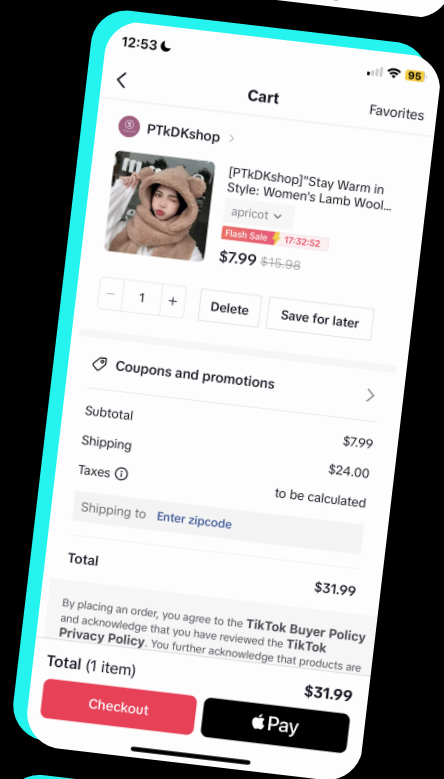 12:53
95
Cart
Favorites
PTkDKshop
[PTkDKshop]"Stay Warm in
Style: Women's Lamb Wool...
apricot
Flash Sale 17:32:52
$7.99 $15.98
1
Delete
Save for later
Coupons and promotions
Subtotal $7.99
Shipping $24.00
Taxes to be calculated
Shipping to Enter zipcode
Total $31.99
By placing an order, you agree to the TikTok Buyer Policy
and acknowledge that you have reviewed the TikTok
Privacy Policy. You further acknowledge that products are
Total (1 item) $31.99
Checkout
Pay